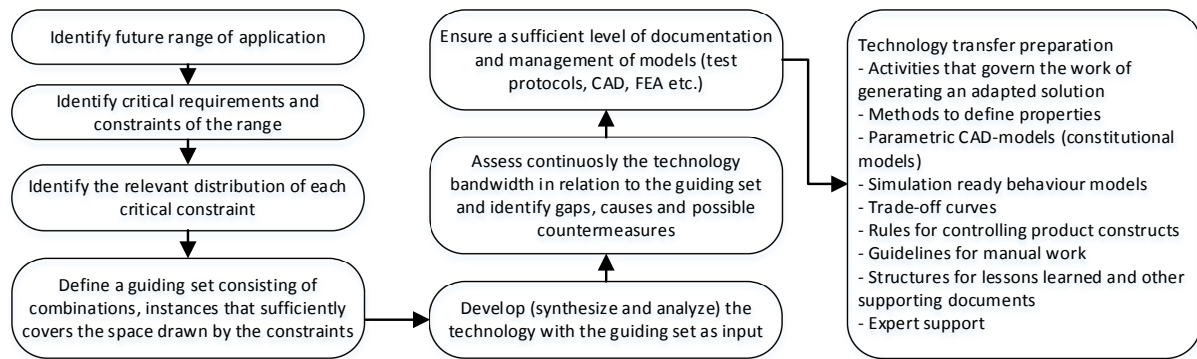 Identify future range of application
Identify critical requirements and
constraints of the range
Identify the relevant distribution of each
critical constraint
Define a guiding set consisting of
combinations, instances that sufficiently
covers the space drawn by the constraints
Develop (synthesize and analyze) the
technology with the guiding set as input
Assess continuosly the technology
bandwidth in relation to the guiding set
and identify gaps, causes and possible
countermeasures
Ensure a sufficient level of documentation
and management of models (test
protocols, CAD, FEA etc.)
Technology transfer preparation
- Activities that govern the work of
generating an adapted solution
- Methods to define properties
- Parametric CAD-models (constitutional
models)
- Simulation ready behaviour models
- Trade-off curves
- Rules for controlling product constructs
- Guidelines for manual work
- Structures for lessons learned and other
supporting documents
- Expert support